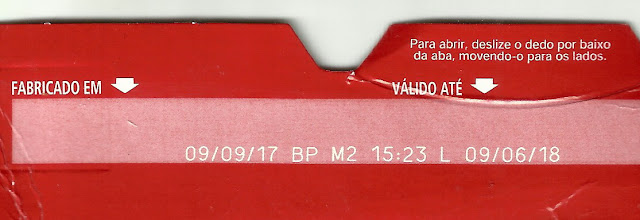 Para abrir, deslize o dedo por baixo
da aba, movendo-o para os lados.
FABRICADO EM VÁLIDO ATÉ
09/09/17 BP M2 15:23 L 09/06/18